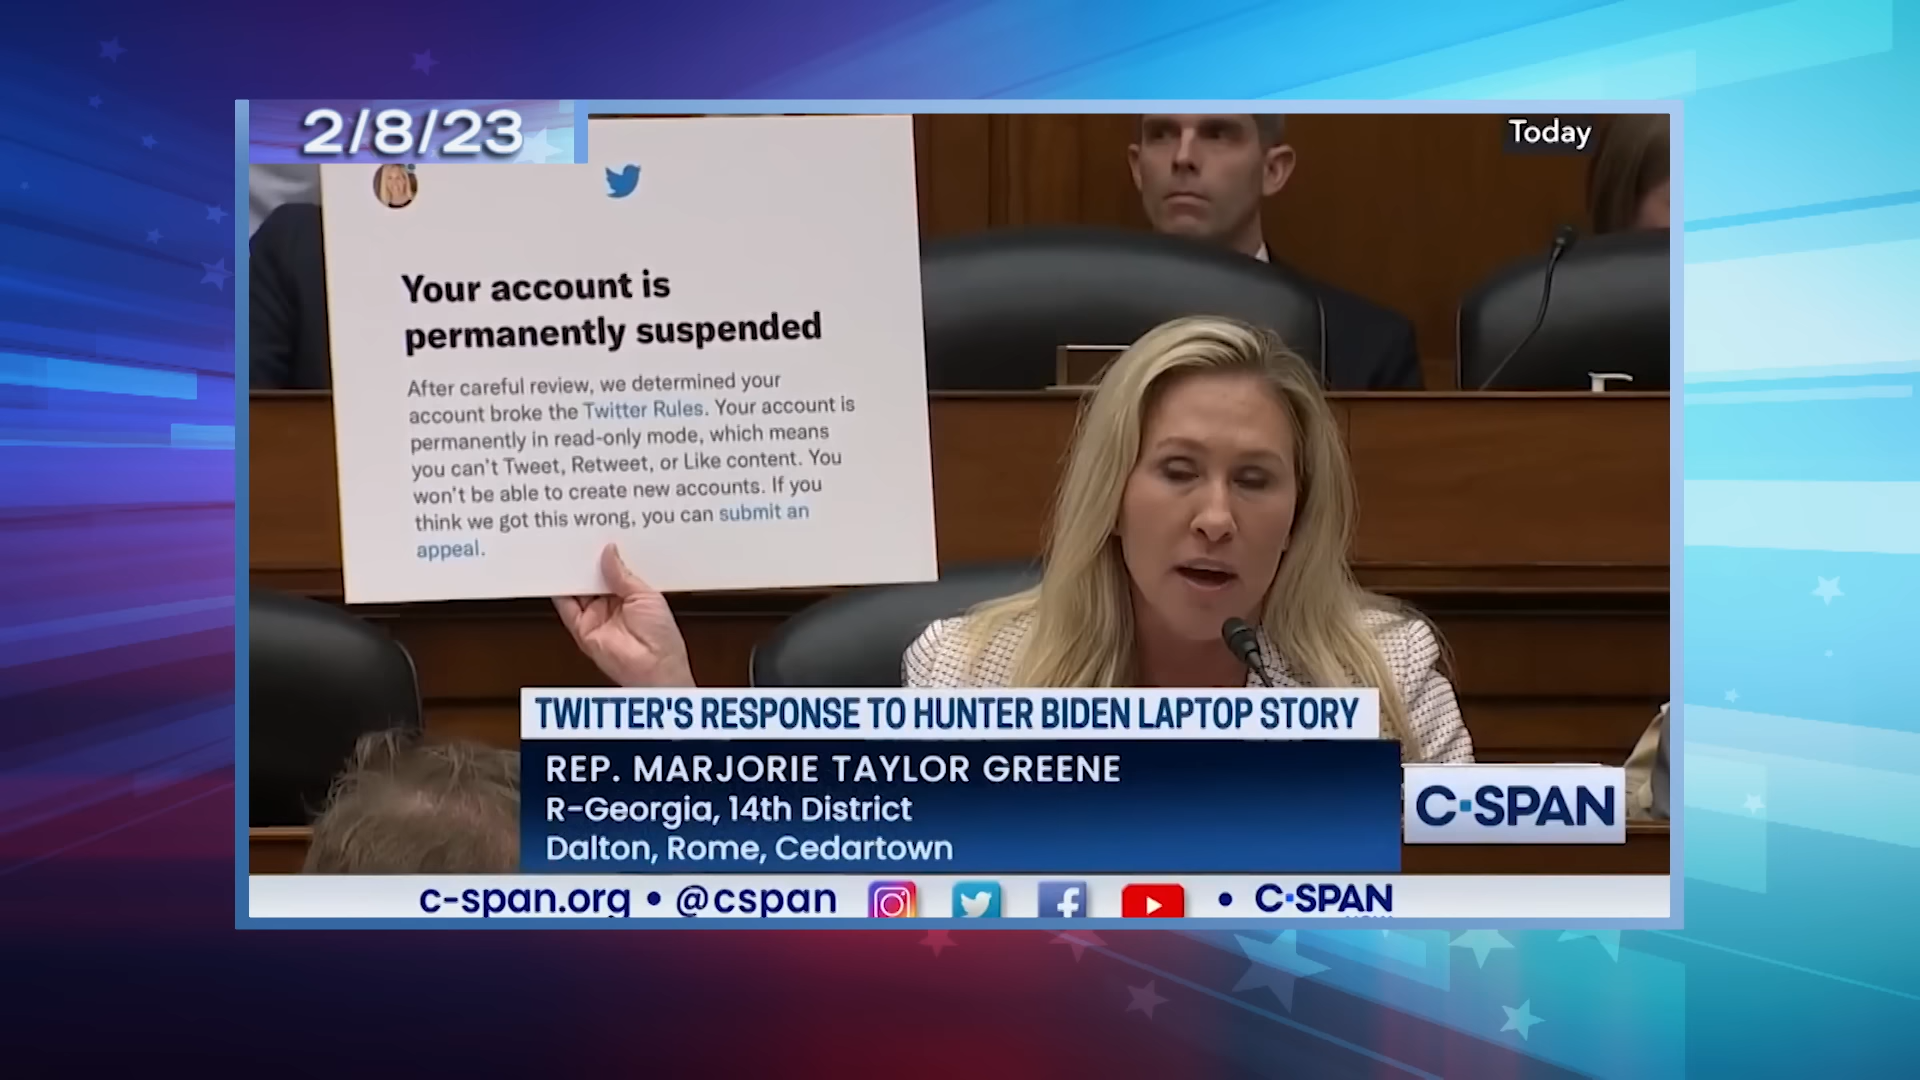 2/8/23
Today
Your account is
permanently suspended
After careful review, we determined your
account broke the Twitter Rules. Your account is
permanently in read-only mode, which means
you can't Tweet, Retweet, or Like content. You
won't be able to create new accounts. If you
think we got this wrong, you can submit an
appeal.
TWITTER'S RESPONSE TO HUNTER BIDEN LAPTOP STORY
REP. MARJORIE TAYLOR GREENE
R-Georgia, 14th District
Dalton, Rome, Cedartown
C-SPAN
c-span.org • @cspan • C-SPAN